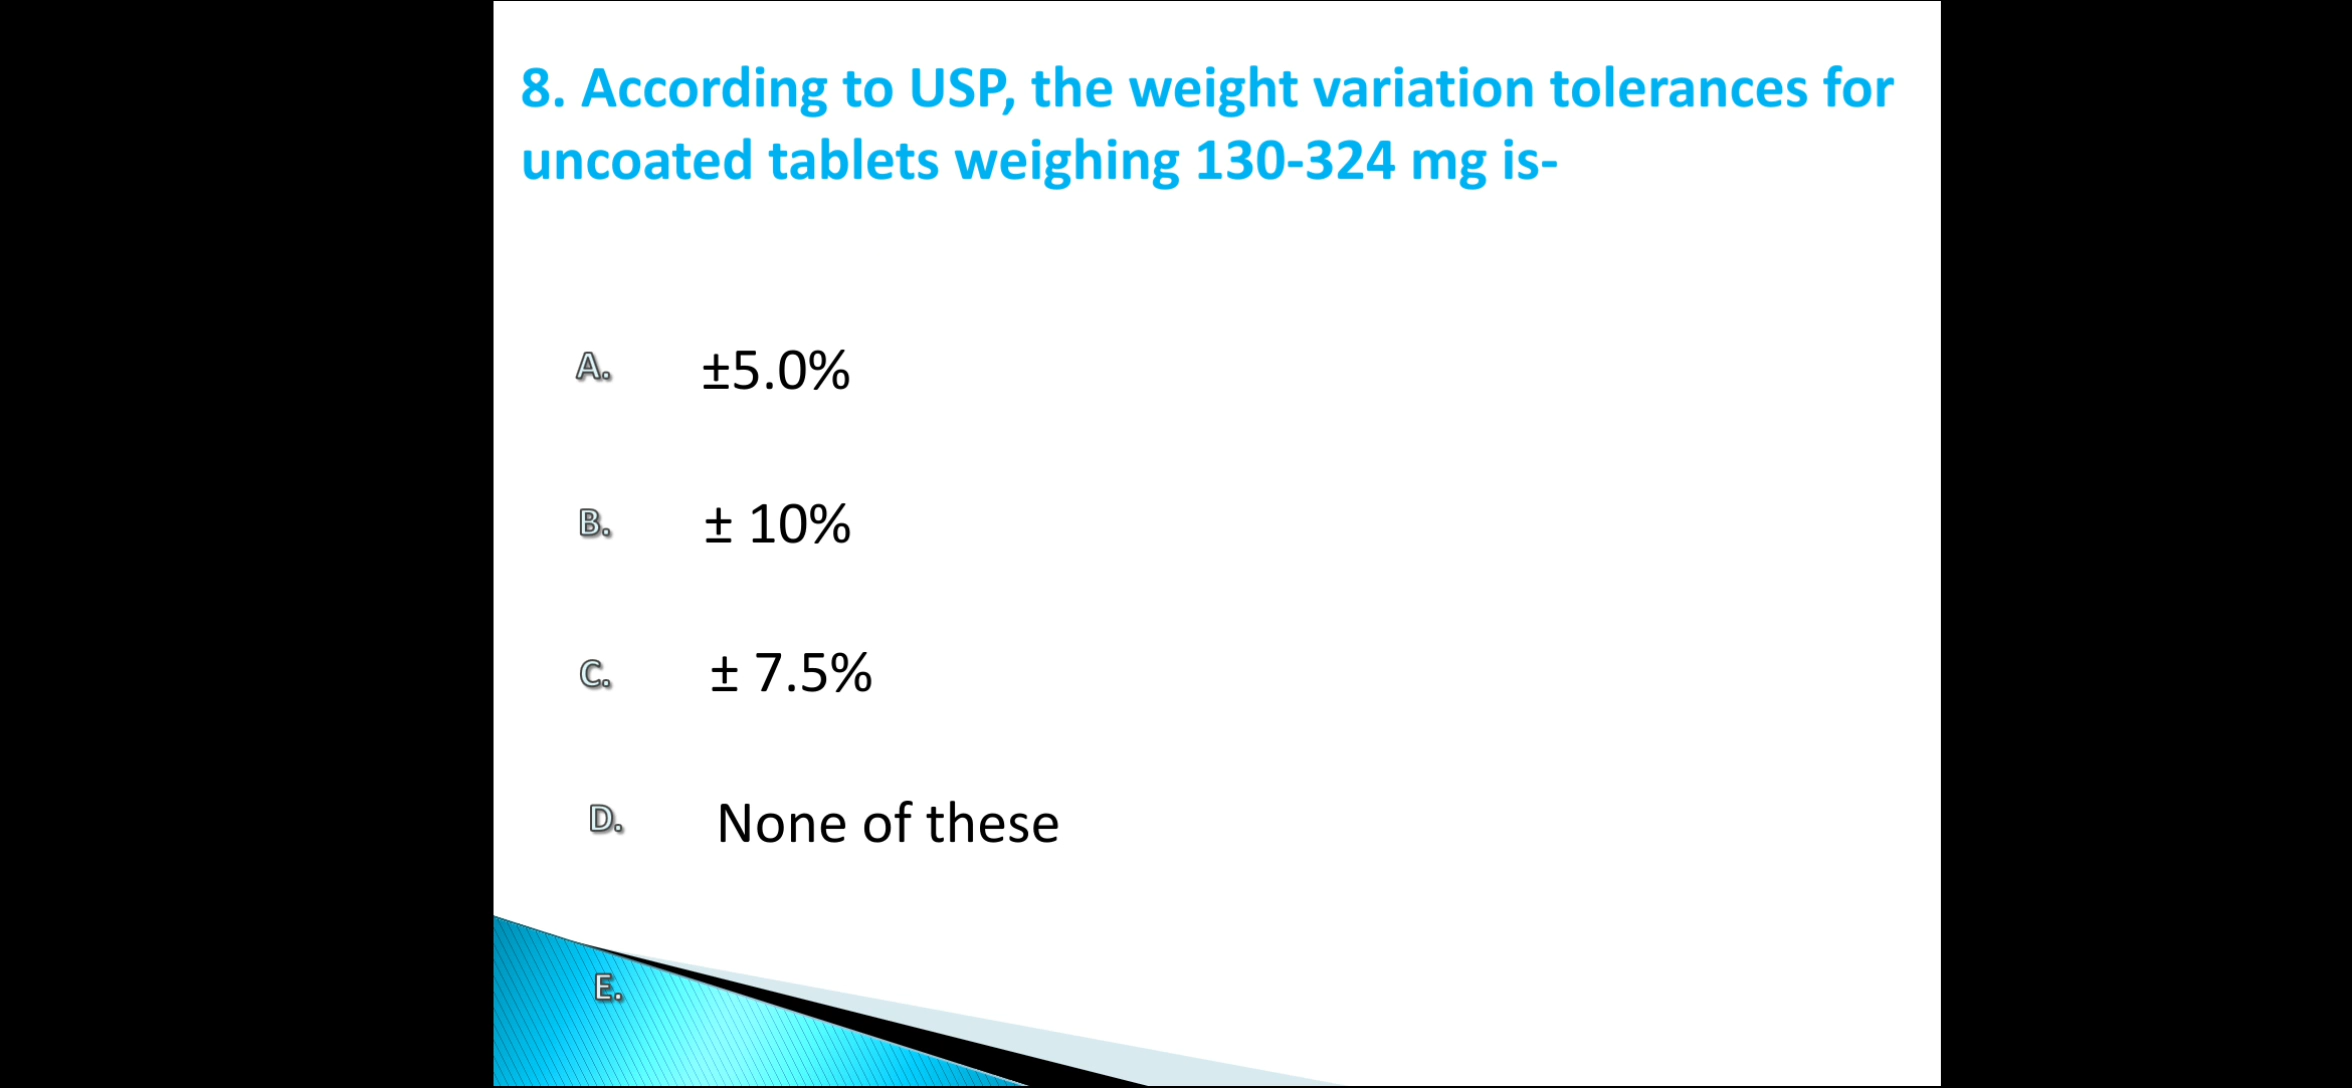 8. According to USP, the weight variation tolerances for
uncoated tablets weighing 130-324 mg is-
A. ±5.0%
B. ± 10%
C. ± 7.5%
D. None of these
E.